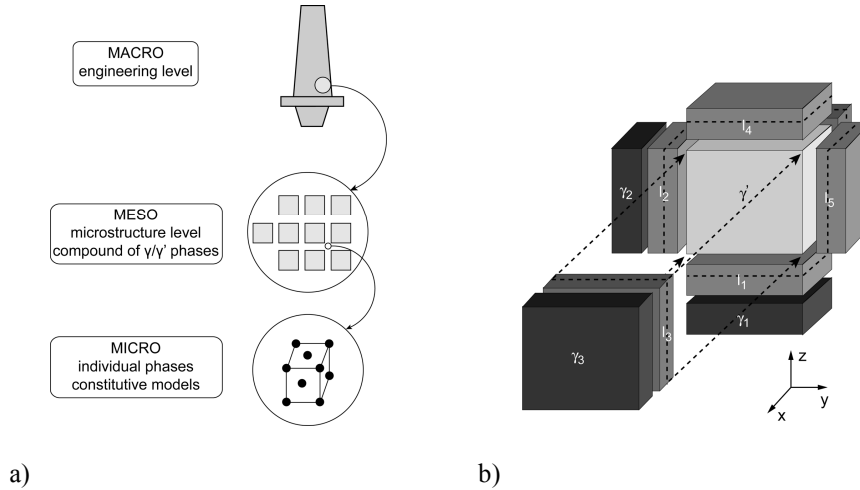 MACRO
engineering level
MESO
microstructure level
compound of γ/γ' phases
MICRO
individual phases
constitutive models
a)
I4
γ2
I2
γ'
I5
I1
γ1
I3
γ3
z
y
x
b)